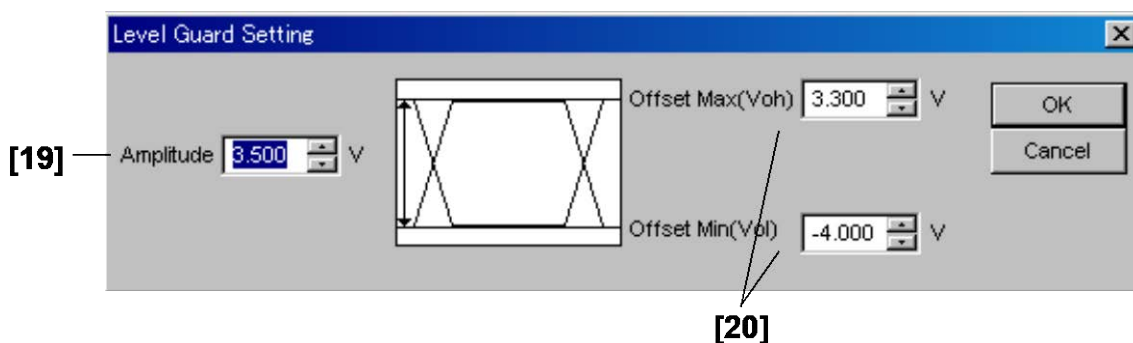 Level Guard Setting
Offset Max(Voh) 3.300 V
OK
[19] Amplitude 3.500 V
Cancel
Offset Min(Vol) -4.000 V
[20]